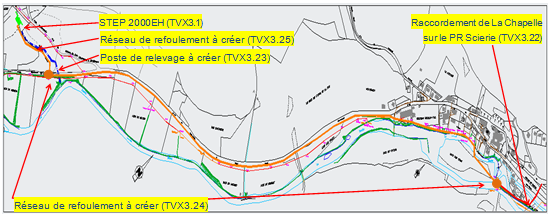 STEP 2000EH (TVX3.1)
Réseau de refoulement à créer (TVX3.25)
Poste de relevage à créer (TVX3.23)
Raccordement de La Chapelle
sur le PR Scierie (TVX3.22)
Réseau de refoulement à créer (TVX3.24)